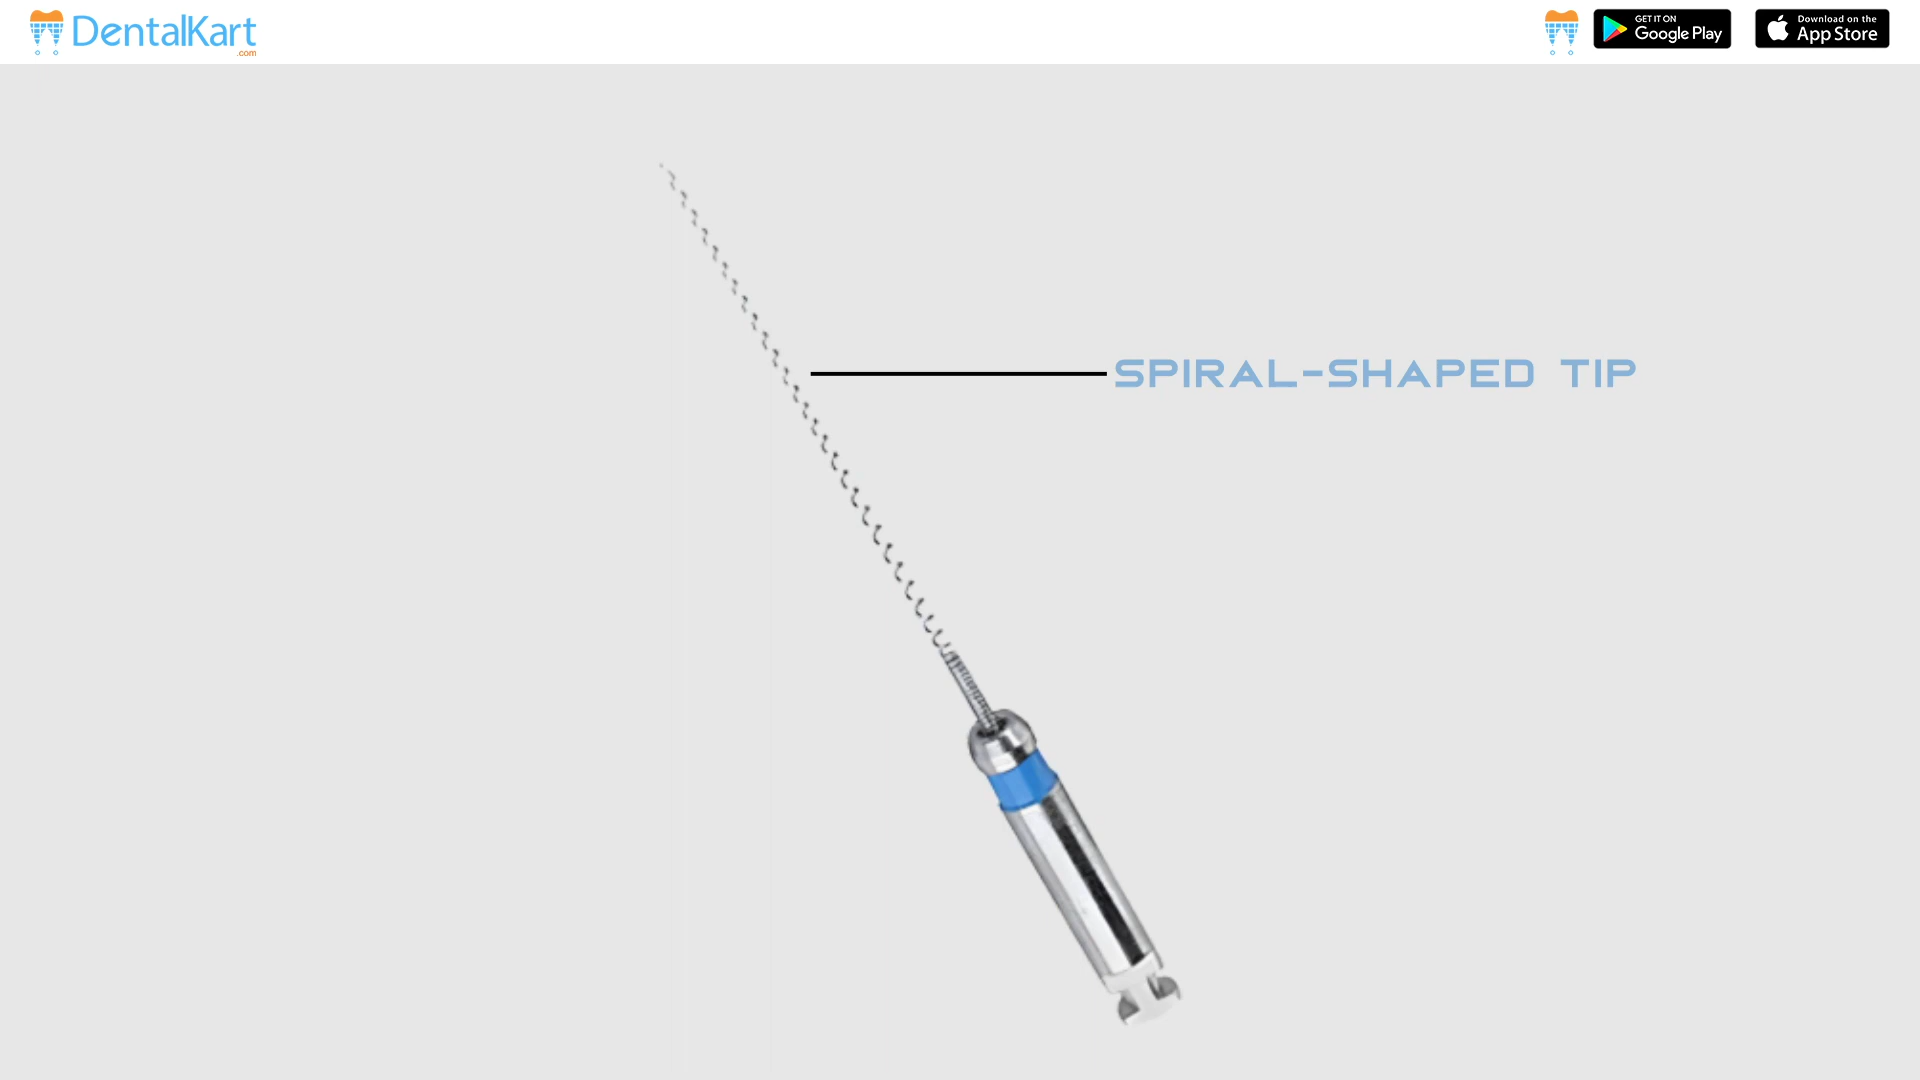 DentalKart
.com
GET IT ON
Google Play
Download on the
App Store
SPIRAL-SHAPED TIP